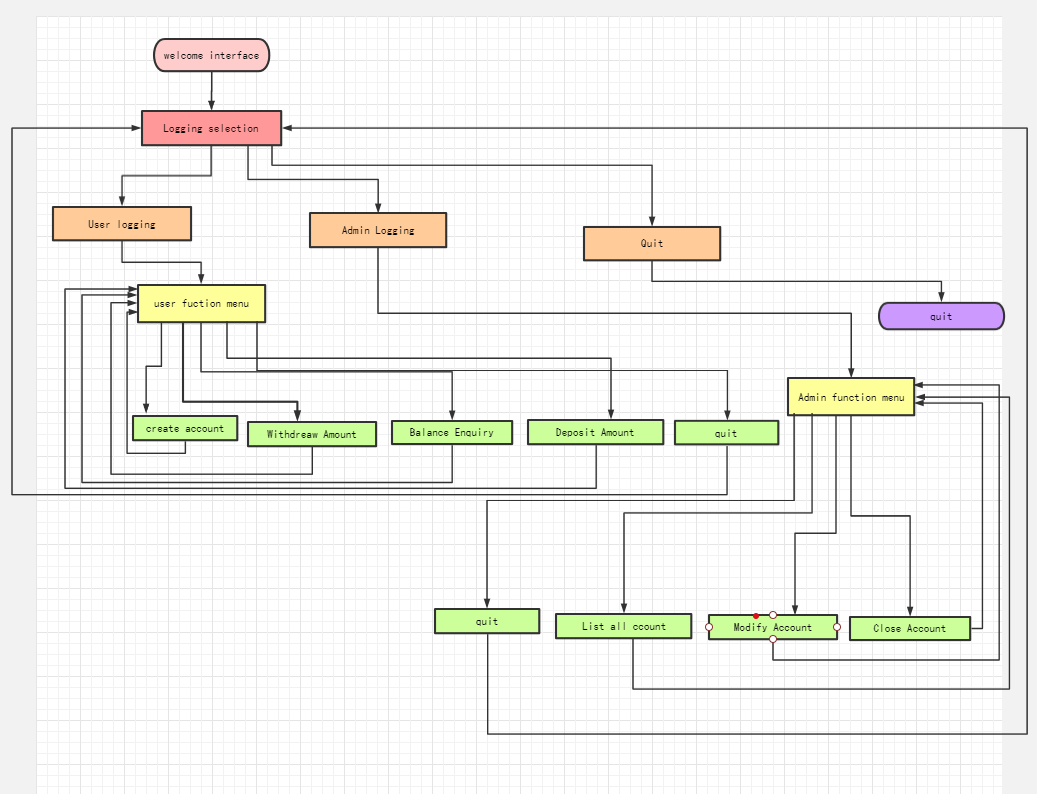 welcome interface
Logging selection
User logging
Admin Logging
Quit
user fuction menu
quit
Admin function menu
create account
Withdreaw Amount
Balance Enquiry
Deposit Amount
quit
quit
List all ccount
Modify Account
Close Account